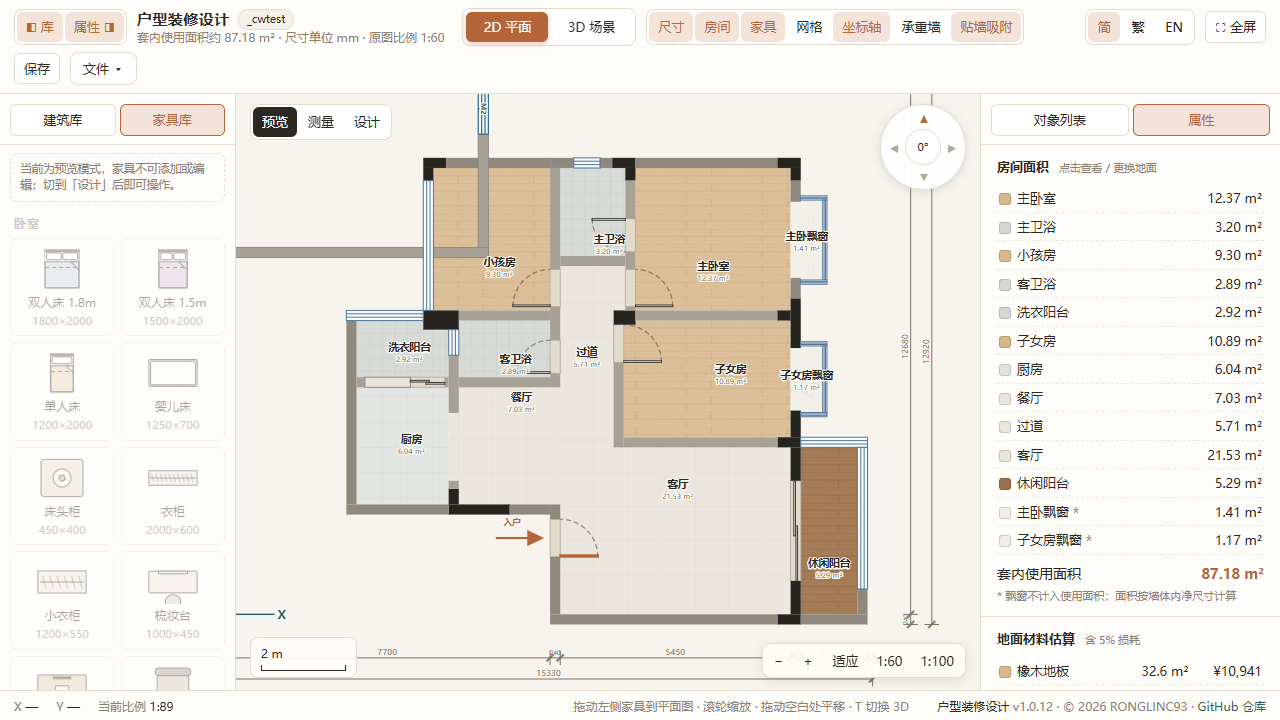 库
属性
户型装修设计
_cwtest
套内使用面积约 87.18 m² · 尺寸单位 mm · 原图比例 1:60
2D 平面
3D 场景
尺寸
房间
家具
网格
坐标轴
承重墙
贴墙吸附
简
繁
EN
全屏
保存
文件
建筑库
家具库
当前为预览模式，家具不可添加或编辑；切到「设计」后即可操作。
卧室
双人床 1.8m
1800×2000
双人床 1.5m
1500×2000
单人床
1200×2000
婴儿床
1250×700
床头柜
450×400
衣柜
2000×600
小衣柜
1200×550
梳妆台
1000×450
预览
测量
设计
0°
小孩房
9.30 m²
主卫浴
3.20 m²
主卧室
12.37 m²
主卧飘窗
1.41 m²
洗衣阳台
2.92 m²
客卫浴
2.89 m²
过道
5.71 m²
子女房
10.89 m²
子女房飘窗
1.17 m²
餐厅
7.03 m²
厨房
6.04 m²
客厅
21.53 m²
入户
休闲阳台
5.29 m²
12680
12920
X
2 m
7700
240
5450
15330
−
+
适应
1:60
1:100
对象列表
属性
房间面积 点击查看 / 更换地面
主卧室 12.37 m²
主卫浴 3.20 m²
小孩房 9.30 m²
客卫浴 2.89 m²
洗衣阳台 2.92 m²
子女房 10.89 m²
厨房 6.04 m²
餐厅 7.03 m²
过道 5.71 m²
客厅 21.53 m²
休闲阳台 5.29 m²
主卧飘窗 * 1.41 m²
子女房飘窗 * 1.17 m²
套内使用面积 87.18 m²
* 飘窗不计入使用面积；面积按墙体内净尺寸计算
地面材料估算 含 5% 损耗
橡木地板 32.6 m² ¥10,941
X — Y — 当前比例 1:89
拖动左侧家具到平面图 · 滚轮缩放 · 拖动空白处平移 · T 切换 3D
户型装修设计 v1.0.12 · © 2026 RONGLINC93 · GitHub 仓库